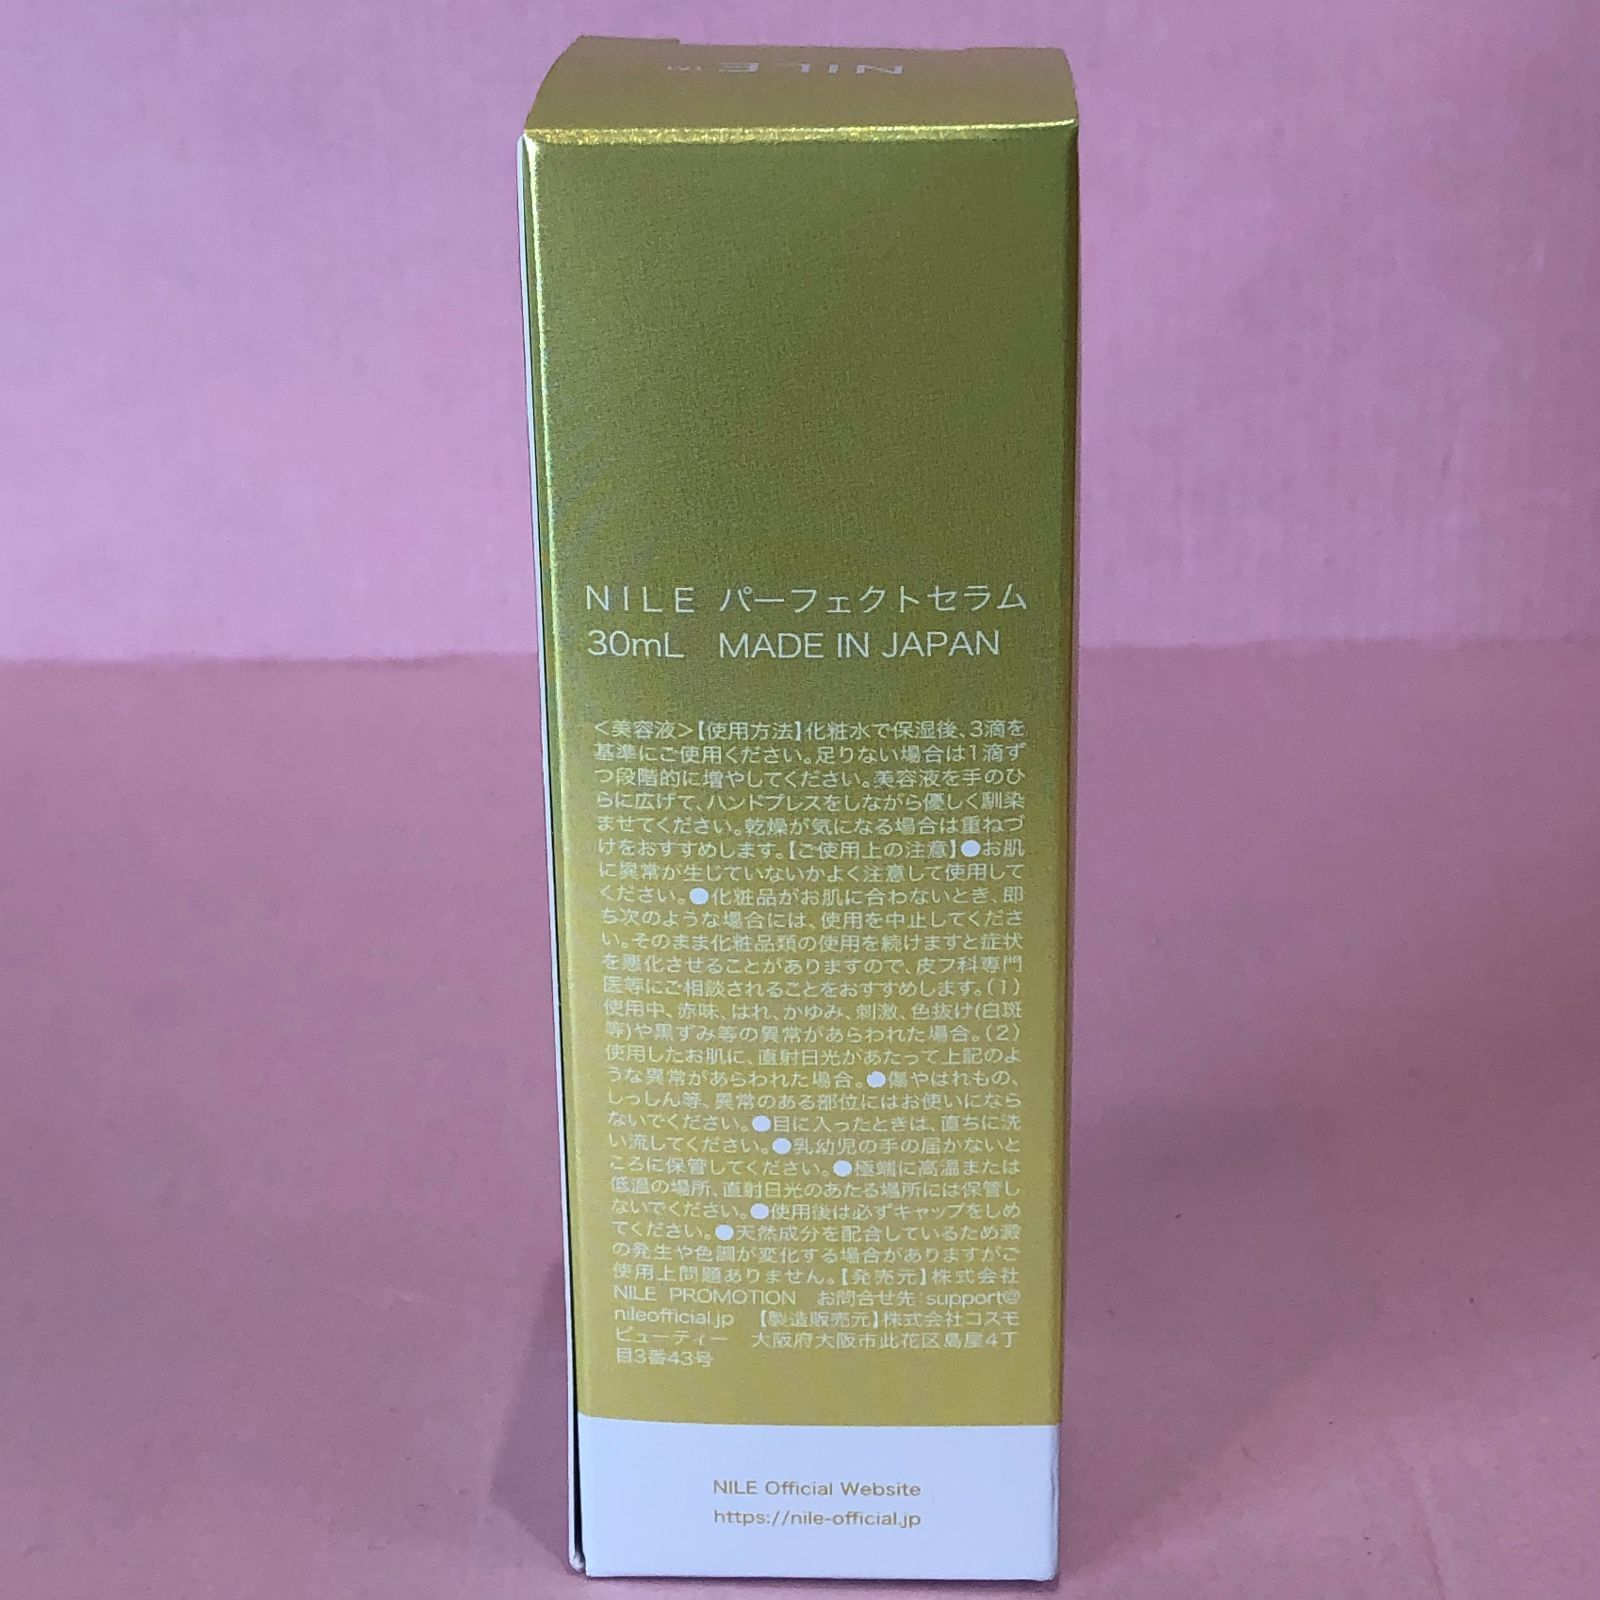 NILE™
NILE パーフェクトセラム
30mL MADE IN JAPAN
＜美容液＞【使用方法】化粧水で保湿後、3滴を
基準にご使用ください。足りない場合は1滴ず
つ段階的に増やしてください。美容液を手のひ
らに広げて、ハンドプレスをしながら優しく馴染
ませてください。乾燥が気になる場合は重ねづ
けをおすすめします。【ご使用上の注意】●お肌
に異常が生じていないかよく注意して使用して
ください。●化粧品がお肌に合わないとき、即
ち次のような場合には、使用を中止してくださ
い。そのまま化粧品類の使用を続けますと症状
を悪化させることがありますので、皮フ科専門
医等にご相談されることをおすすめします。（1）
使用中、赤味、はれ、かゆみ、刺激、色抜け(白斑
等)や黒ずみ等の異常があらわれた場合。（2）
使用したお肌に、直射日光があたって上記のよ
うな異常があらわれた場合。●傷やはれもの、
しっしん等、異常のある部位にはお使いになら
ないでください。●目に入ったときは、直ちに洗
い流してください。●乳幼児の手の届かないと
ころに保管してください。●極端に高温または
低温の場所、直射日光のあたる場所には保管し
ないでください。●使用後は必ずキャップをしめ
てください。●天然成分を配合しているため澱
の発生や色調が変化する場合がありますがご
使用上問題ありません。【発売元】株式会社
NILE PROMOTION お問合せ先：support@
nileofficial.jp 【製造販売元】株式会社コスモ
ビューティー 大阪府大阪市此花区島屋4丁
目3番43号
NILE Official Website
https://nile-official.jp